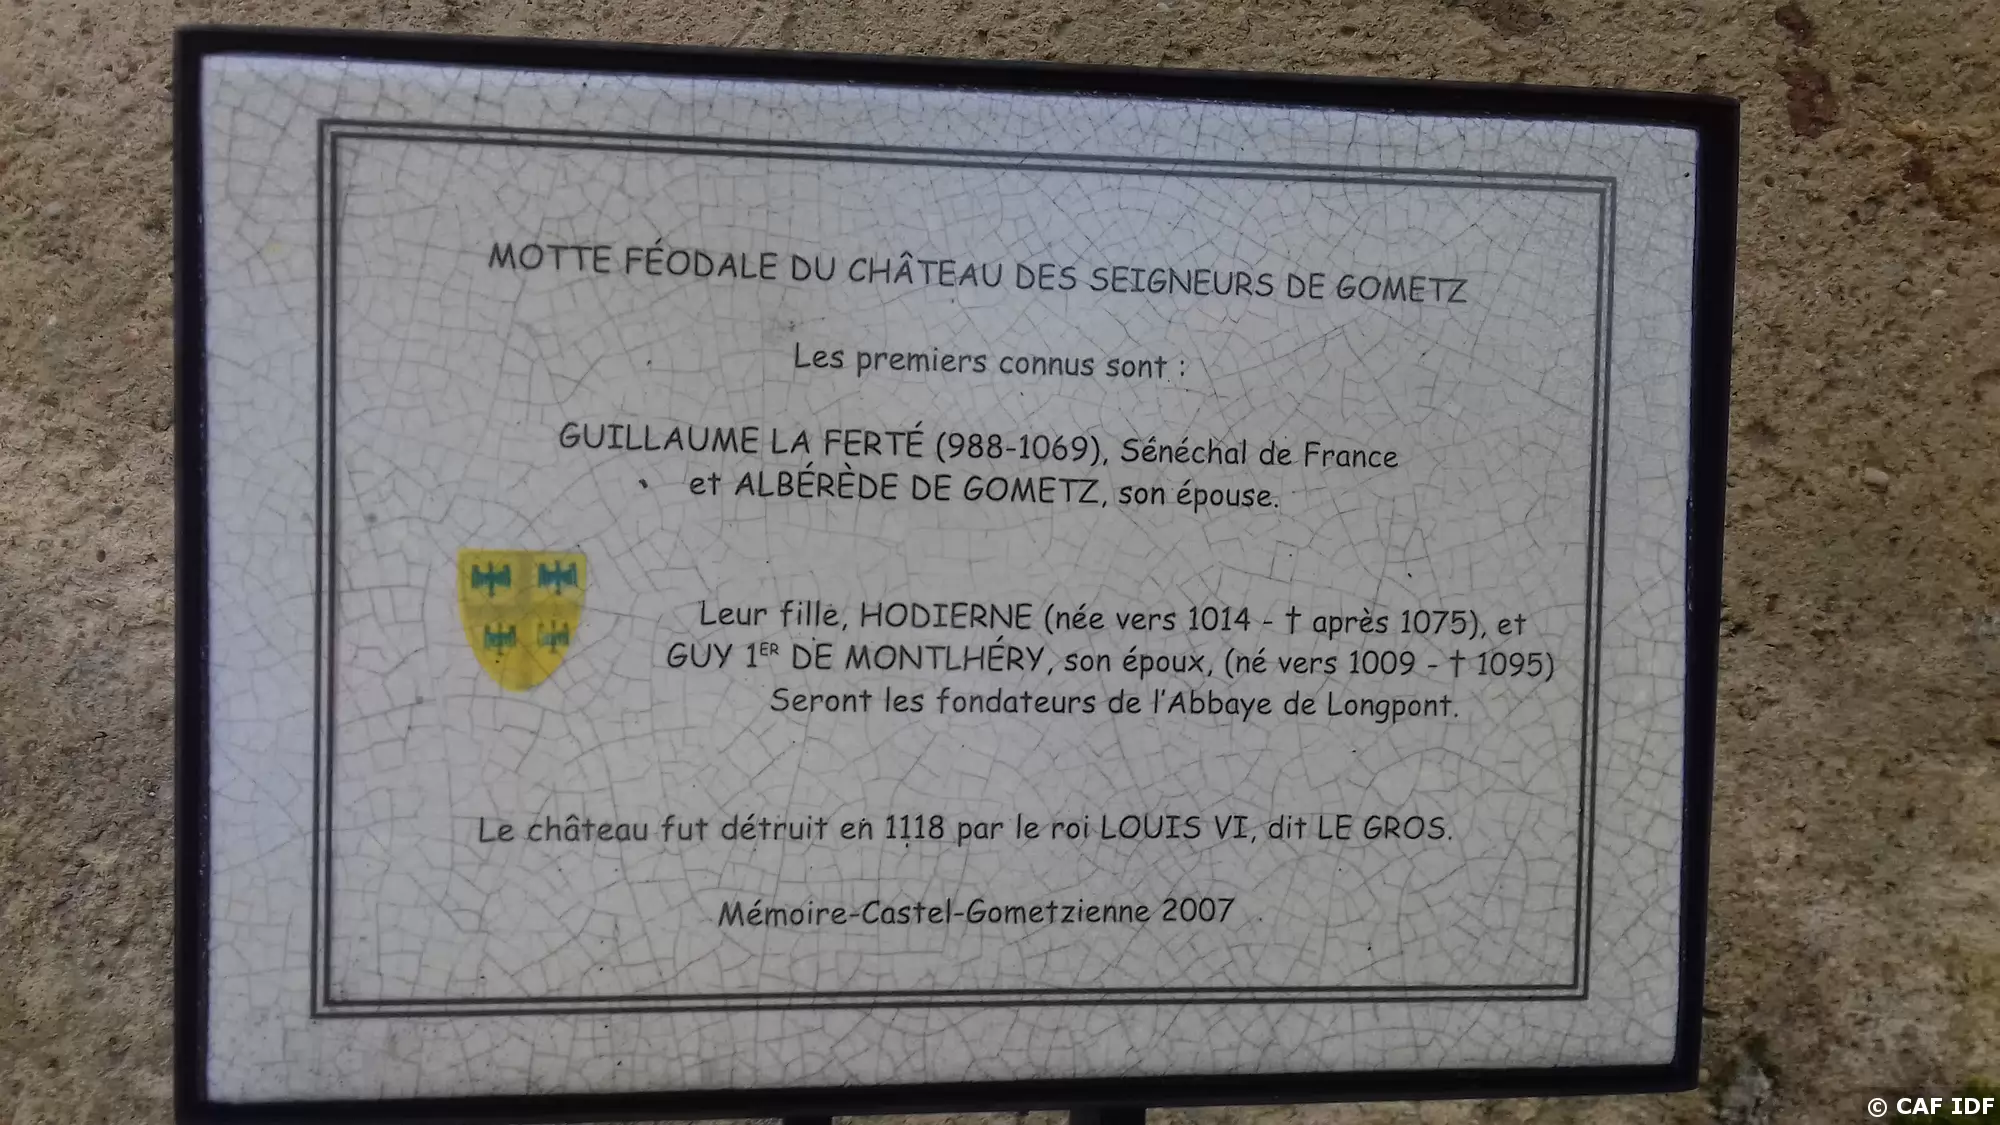 MOTTE FÉODALE DU CHÂTEAU DES SEIGNEURS DE GOMETZ
Les premiers connus sont :
GUILLAUME LA FERTÉ (988-1069), Sénéchal de France
et ALBÉRÈDE DE GOMETZ, son épouse.
Leur fille, HODIERNE (née vers 1014 - † après 1075), et
GUY 1ER DE MONTLHÉRY, son époux, (né vers 1009 - † 1095)
Seront les fondateurs de l'Abbaye de Longpont.
Le château fut détruit en 1118 par le roi LOUIS VI, dit LE GROS.
Mémoire-Castel-Gometzienne 2007
© CAF IDF